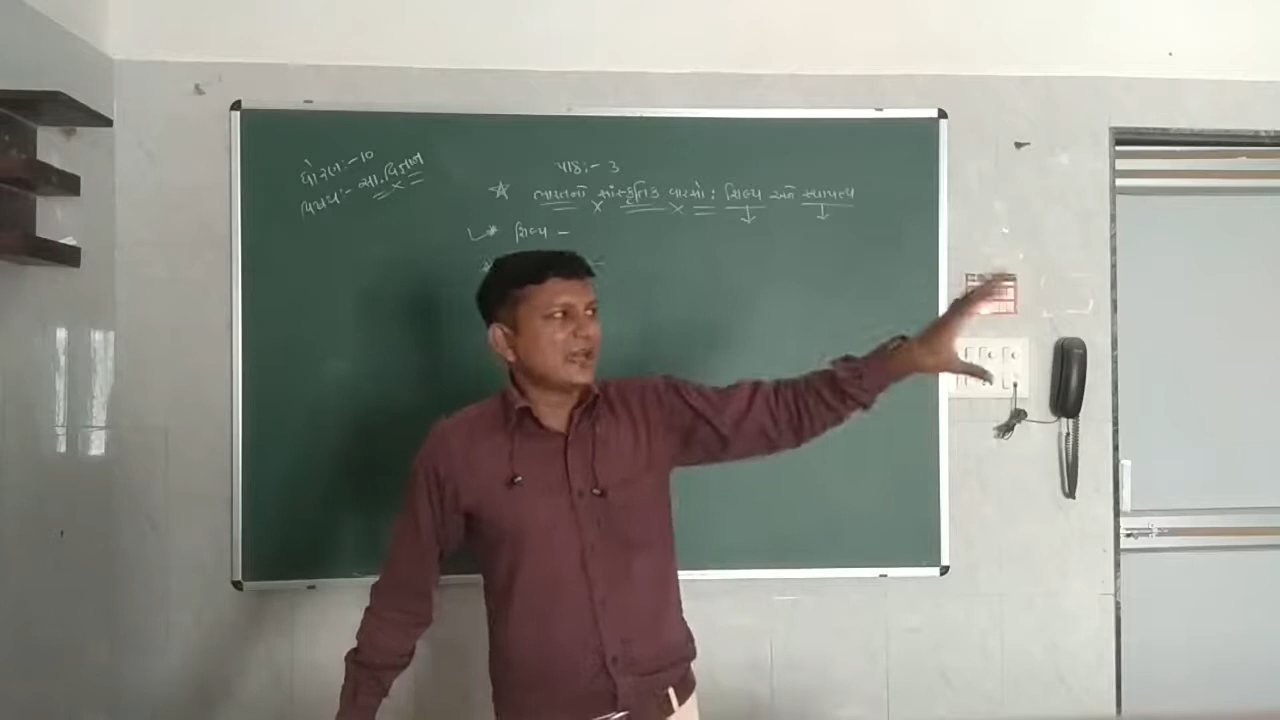 ધોરણ:-10
વિષય:- સા.વિજ્ઞાન
પાઠ:- 3
ભારતનો સાંસ્કૃતિક વારસો : શિલ્પ અને સ્થાપત્ય
શિલ્પ -